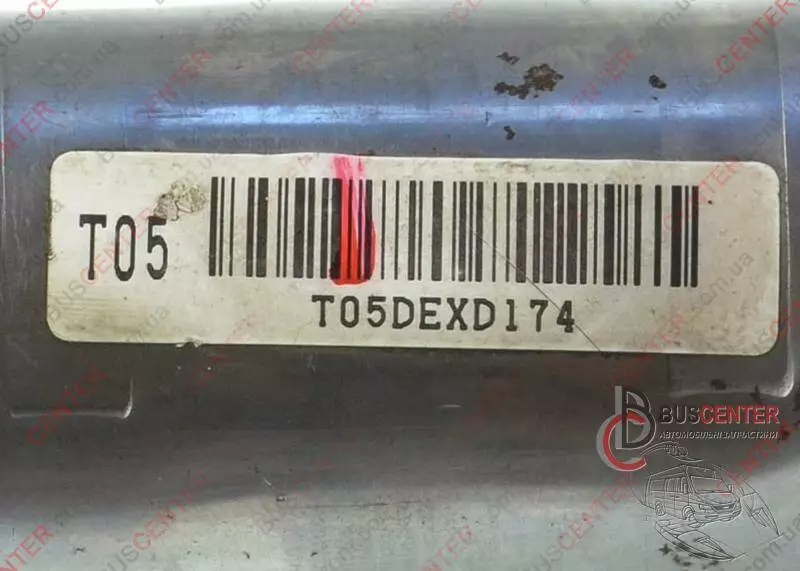 T05
T05DEXD174
BUSCENTER
АВТОМОБІЛЬНІ ЗАПЧАСТИНИ